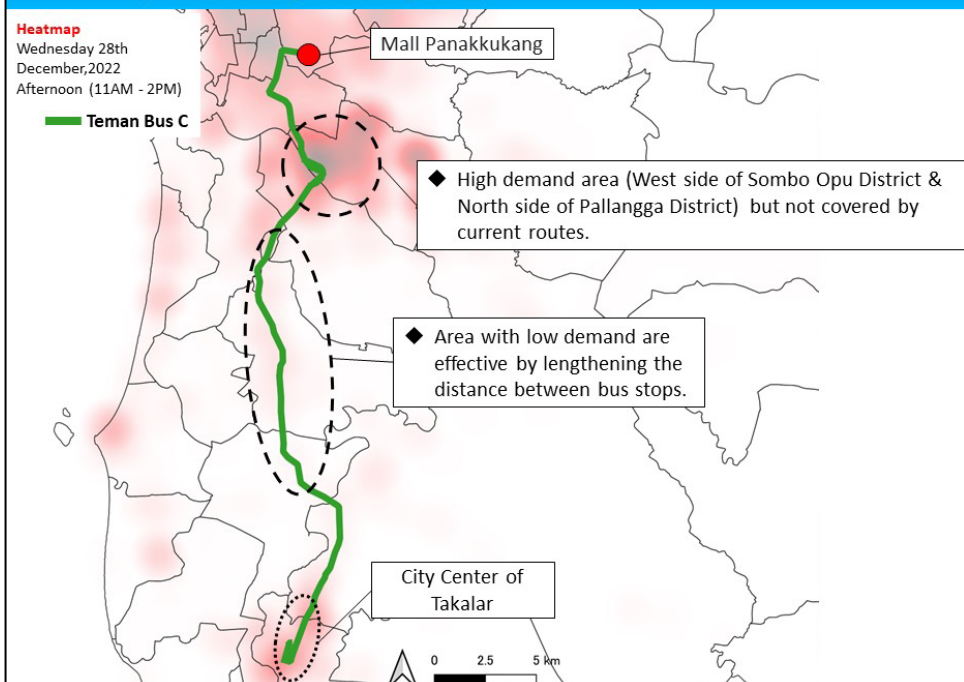 Heatmap
Wednesday 28th
December,2022
Afternoon (11AM - 2PM)
Teman Bus C
Mall Panakkukang
◆ High demand area (West side of Sombo Opu District &
North side of Pallangga District) but not covered by
current routes.
◆ Area with low demand are
effective by lengthening the
distance between bus stops.
City Center of
Takalar
0 2.5 5 km